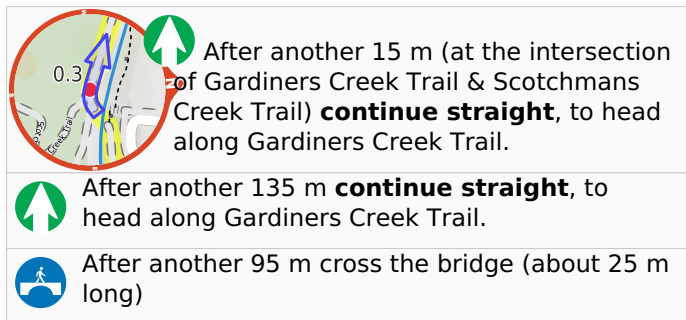 0.3
After another 15 m (at the intersection
of Gardiners Creek Trail & Scotchmans
Creek Trail) continue straight, to head
along Gardiners Creek Trail.
After another 135 m continue straight, to
head along Gardiners Creek Trail.
After another 95 m cross the bridge (about 25 m
long)